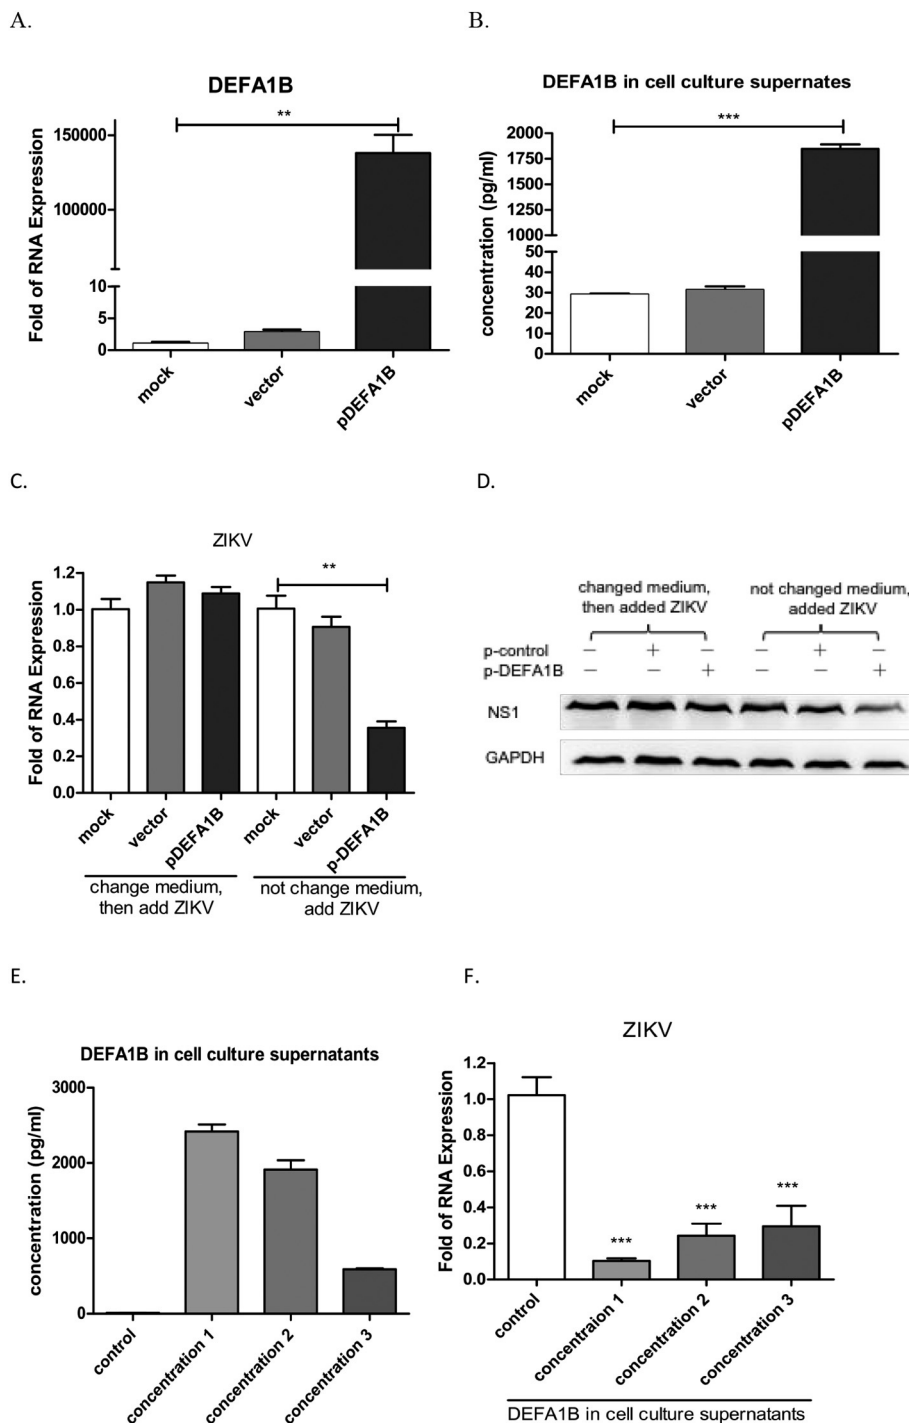 A.
DEFA1B
**
Fold of RNA Expression
150000
100000
10
5
0
mock
vector
pDEFA1B
B.
DEFA1B in cell culture supernates
***
concentration (pg/ml)
2000
1750
1500
1250
1000
50
40
30
20
10
0
mock
vector
pDEFA1B
C.
ZIKV
**
Fold of RNA Expression
1.2
1.0
0.8
0.6
0.4
0.2
0.0
mock
vector
pDEFA1B
mock
vector
p-DEFA1B
change medium,
then add ZIKV
not change medium,
add ZIKV
D.
changed medium,
then added ZIKV
not changed medium,
added ZIKV
p-control – + – – + –
p-DEFA1B – – + – – +
NS1
GAPDH
E.
DEFA1B in cell culture supernatants
concentration (pg/ml)
3000
2000
1000
0
control
concentration 1
concentration 2
concentration 3
F.
ZIKV
Fold of RNA Expression
1.2
1.0
0.8
0.6
0.4
0.2
0.0
***
***
***
control
concentraion 1
concentration 2
concentration 3
DEFA1B in cell culture supernatants